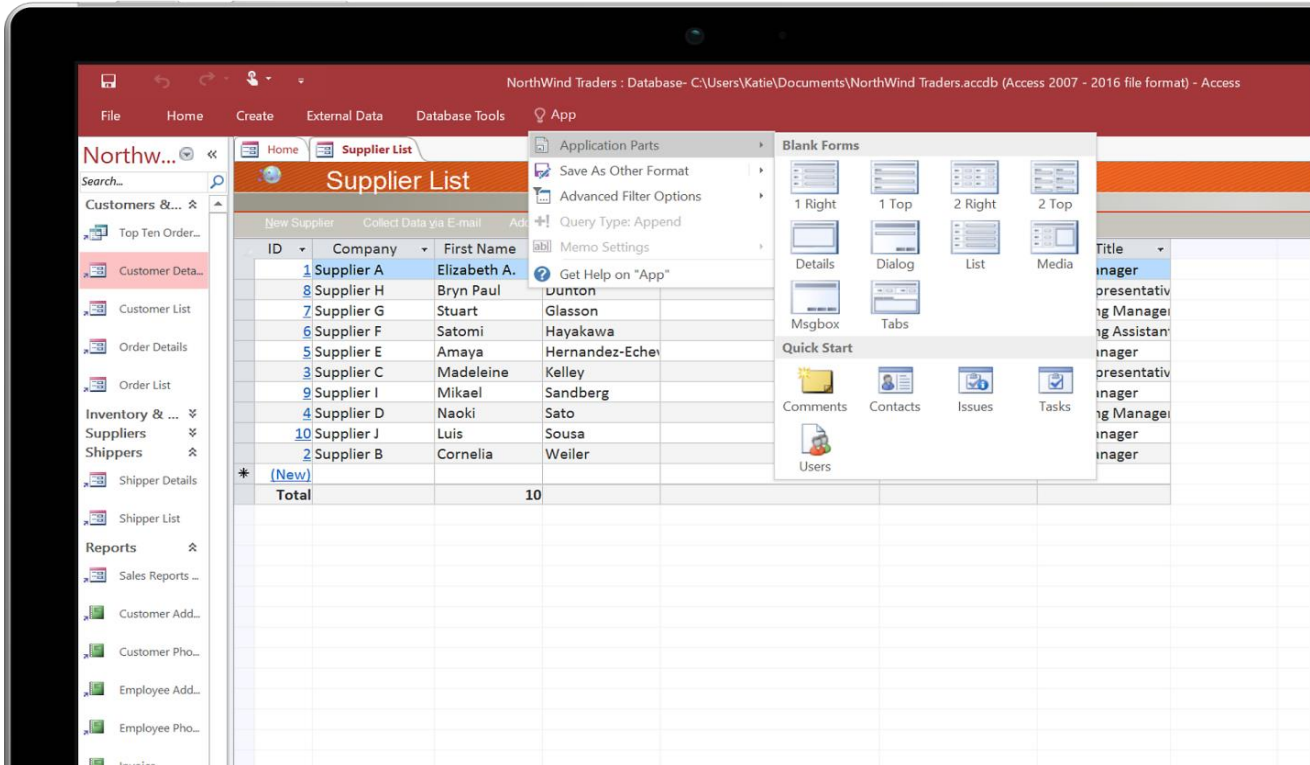 NorthWind Traders : Database- C:\Users\Katie\Documents\NorthWind Traders.accdb (Access 2007 - 2016 file format) - Access
File Home Create External Data Database Tools App
Northw...
Search...
Customers &...
Top Ten Order...
Customer Deta...
Customer List
Order Details
Order List
Inventory & ...
Suppliers
Shippers
Shipper Details
Shipper List
Reports
Sales Reports ...
Customer Add...
Customer Pho...
Employee Add...
Employee Pho...
Home Supplier List
Supplier List
New Supplier Collect Data via E-mail Add
ID Company First Name Title
1 Supplier A Elizabeth A. anager
8 Supplier H Bryn Paul Dunton presentativ
7 Supplier G Stuart Glasson ng Manager
6 Supplier F Satomi Hayakawa ng Assistant
5 Supplier E Amaya Hernandez-Echev anager
3 Supplier C Madeleine Kelley presentativ
9 Supplier I Mikael Sandberg anager
4 Supplier D Naoki Sato ng Manager
10 Supplier J Luis Sousa anager
2 Supplier B Cornelia Weiler anager
* (New)
Total 10
Application Parts
Save As Other Format
Advanced Filter Options
Query Type: Append
Memo Settings
Get Help on "App"
Blank Forms
1 Right 1 Top 2 Right 2 Top
Details Dialog List Media
Msgbox Tabs
Quick Start
Comments Contacts Issues Tasks
Users